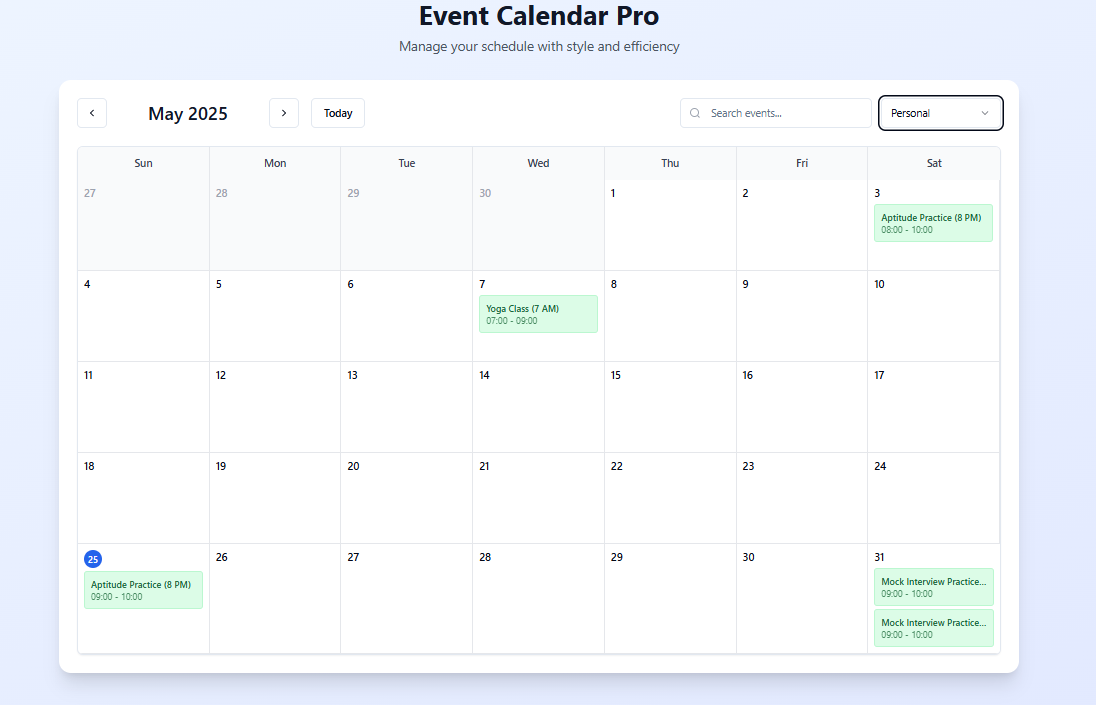 Event Calendar Pro
Manage your schedule with style and efficiency
May 2025
Today
Search events...
Personal
Sun Mon Tue Wed Thu Fri Sat
27 28 29 30 1 2 3
Aptitude Practice (8 PM)
08:00 - 10:00
4 5 6 7 8 9 10
Yoga Class (7 AM)
07:00 - 09:00
11 12 13 14 15 16 17
18 19 20 21 22 23 24
25 26 27 28 29 30 31
Aptitude Practice (8 PM)
09:00 - 10:00
Mock Interview Practice...
09:00 - 10:00
Mock Interview Practice...
09:00 - 10:00